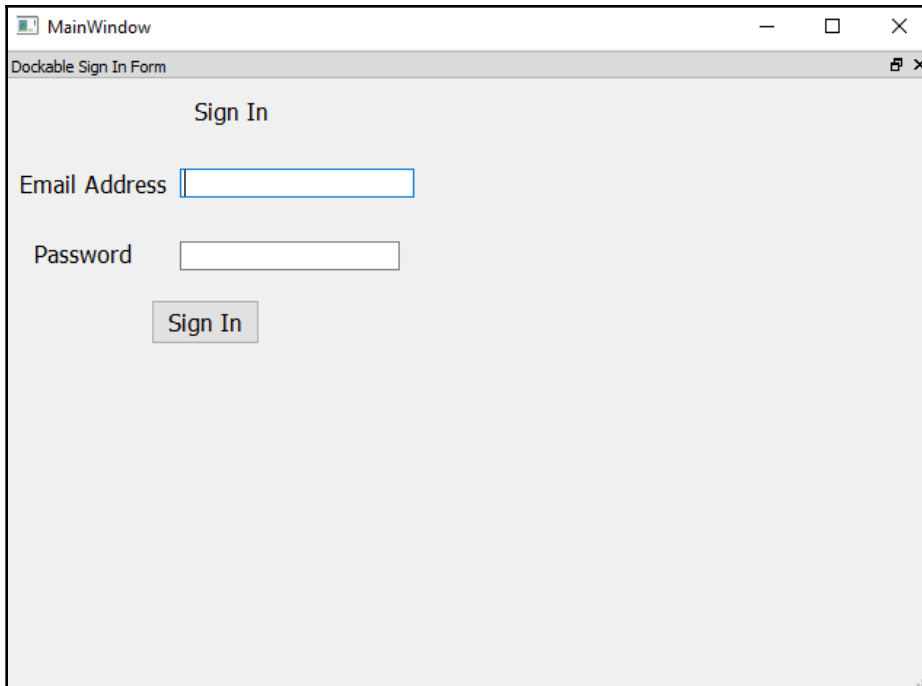 MainWindow
Dockable Sign In Form
Sign In
Email Address
Password
Sign In